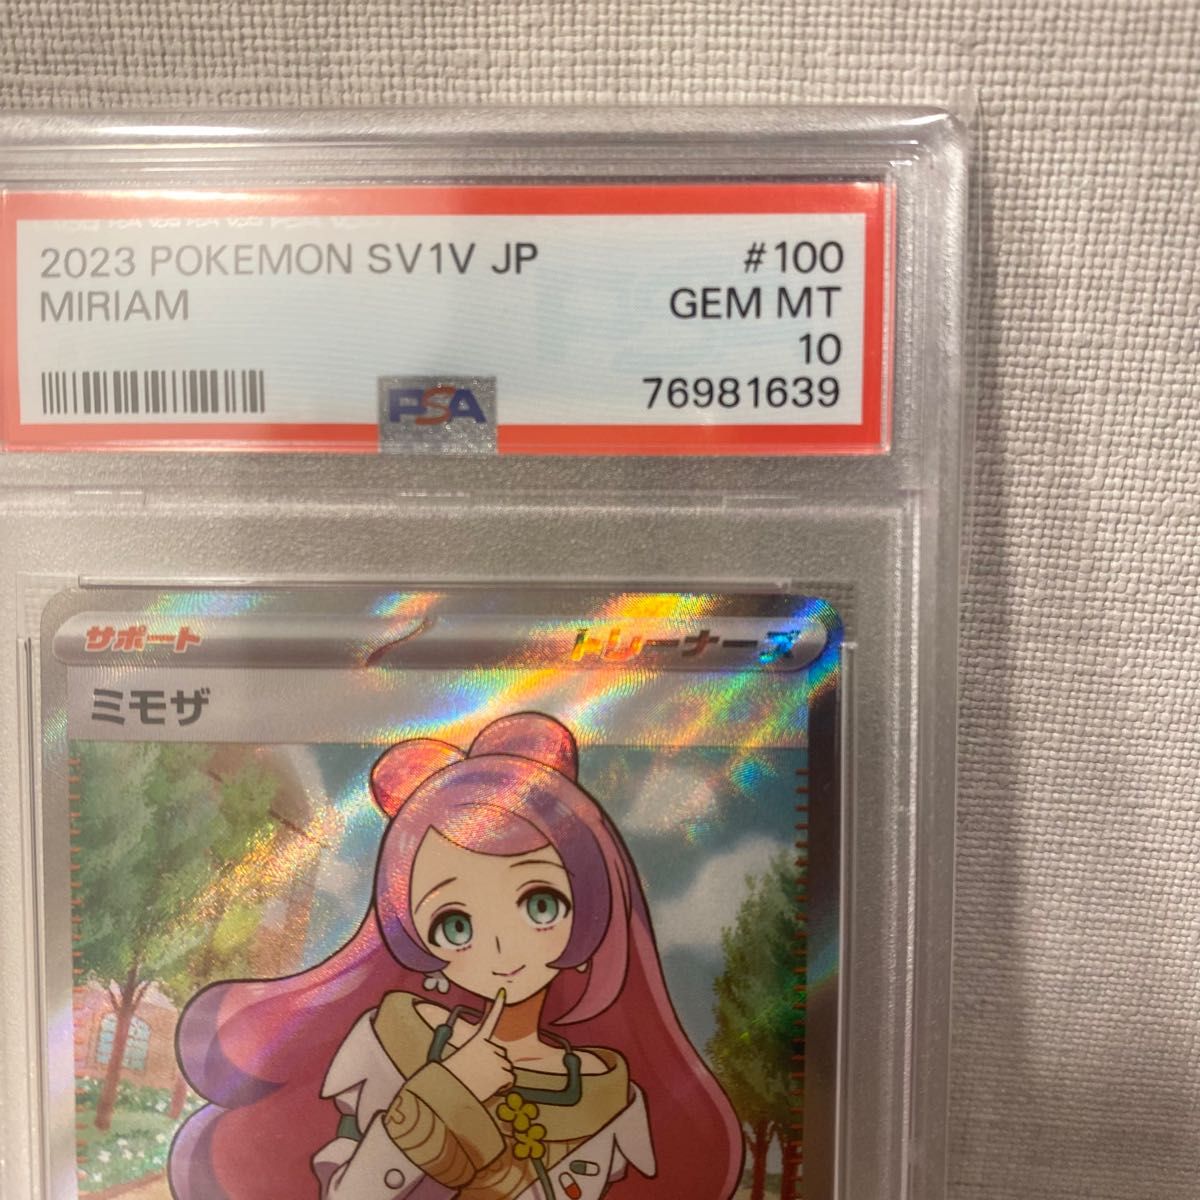 2023 POKEMON SV1V JP #100
MIRIAM GEM MT
10
PSA 76981639
サポート トレーナーズ
ミモザ